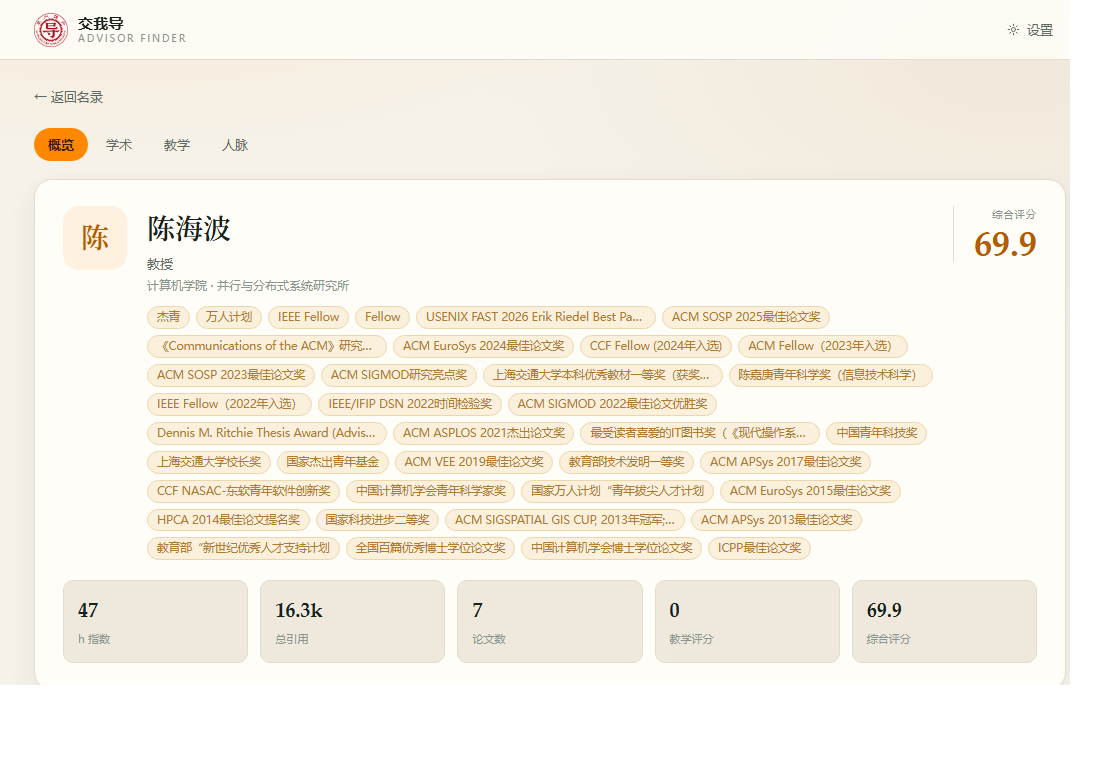 交我导
ADVISOR FINDER
设置
← 返回名录
概览 学术 教学 人脉
陈
陈海波
教授
计算机学院 · 并行与分布式系统研究所
综合评分
69.9
杰青 万人计划 IEEE Fellow Fellow USENIX FAST 2026 Erik Riedel Best Pa... ACM SOSP 2025最佳论文奖
《Communications of the ACM》研究... ACM EuroSys 2024最佳论文奖 CCF Fellow (2024年入选) ACM Fellow（2023年入选）
ACM SOSP 2023最佳论文奖 ACM SIGMOD研究亮点奖 上海交通大学本科优秀教材一等奖（获奖... 陈嘉庚青年科学奖（信息技术科学）
IEEE Fellow（2022年入选） IEEE/IFIP DSN 2022时间检验奖 ACM SIGMOD 2022最佳论文优胜奖
Dennis M. Ritchie Thesis Award (Advis... ACM ASPLOS 2021杰出论文奖 最受读者喜爱的IT图书奖（《现代操作系... 中国青年科技奖
上海交通大学校长奖 国家杰出青年基金 ACM VEE 2019最佳论文奖 教育部技术发明一等奖 ACM APSys 2017最佳论文奖
CCF NASAC-东软青年软件创新奖 中国计算机学会青年科学家奖 国家万人计划“青年拔尖人才计划 ACM EuroSys 2015最佳论文奖
HPCA 2014最佳论文提名奖 国家科技进步二等奖 ACM SIGSPATIAL GIS CUP, 2013年冠军;... ACM APSys 2013最佳论文奖
教育部“新世纪优秀人才支持计划 全国百篇优秀博士学位论文奖 中国计算机学会博士学位论文奖 ICPP最佳论文奖
47 16.3k 7 0 69.9
h 指数 总引用 论文数 教学评分 综合评分